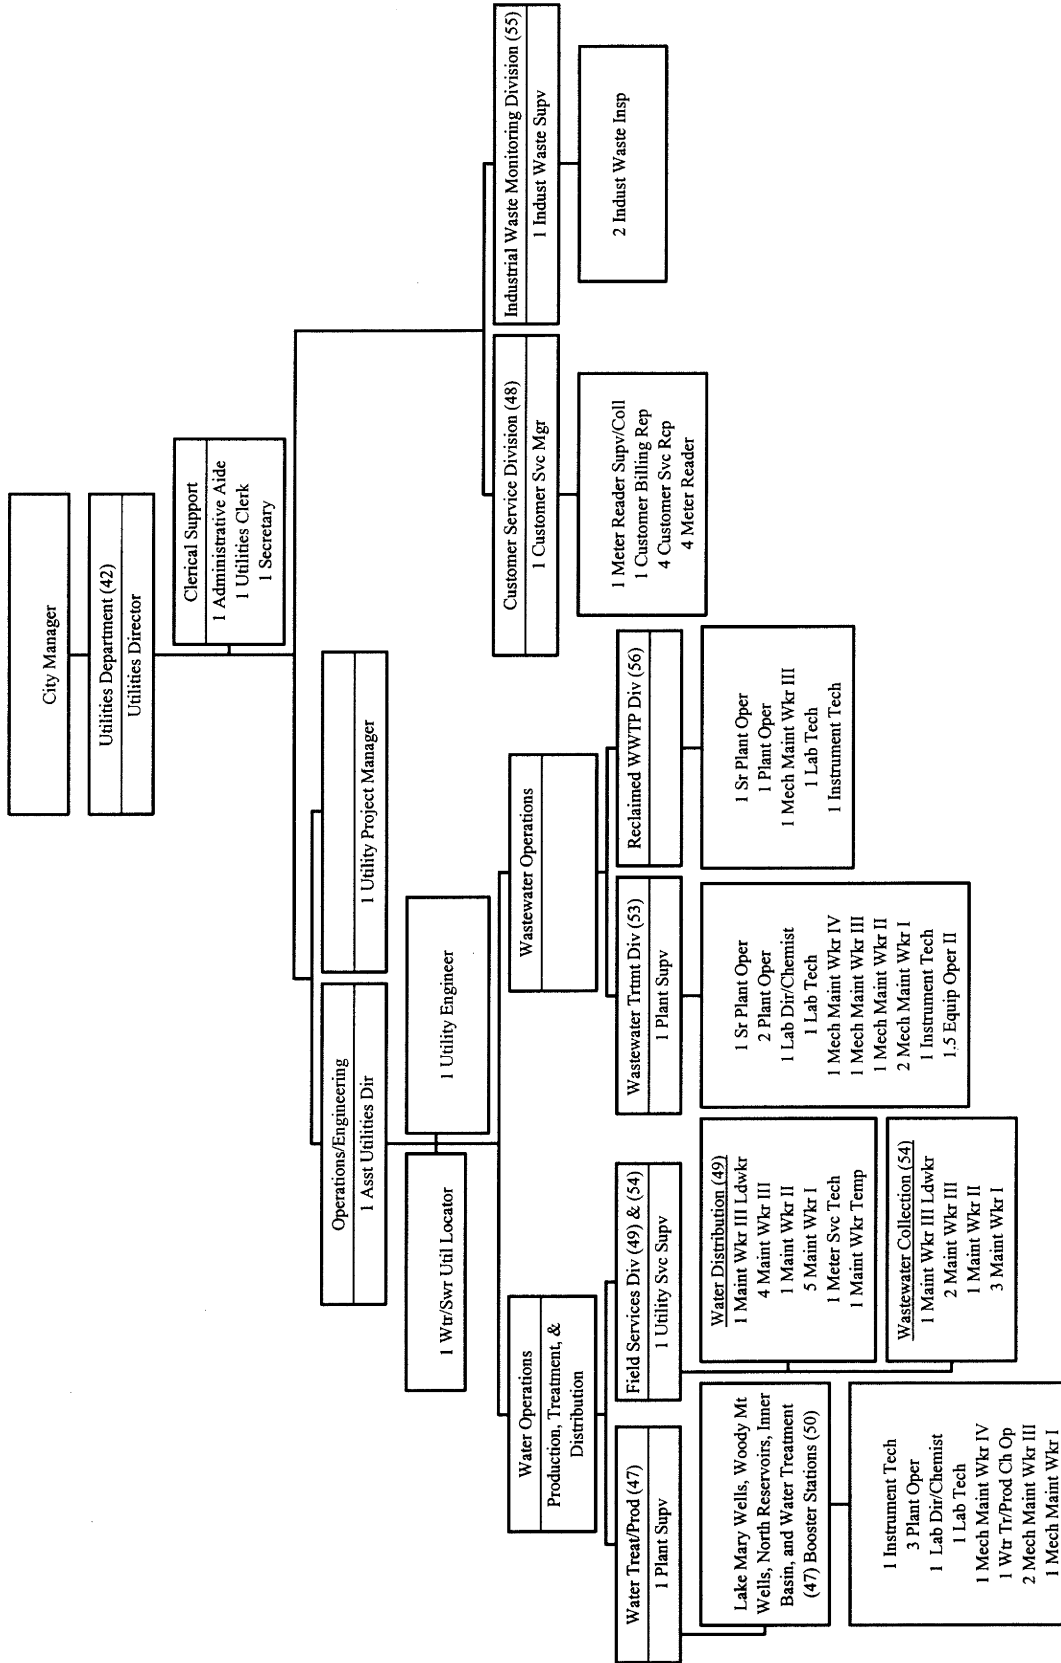 City Manager
Utilities Department (42)
Utilities Director
Clerical Support
1 Administrative Aide
1 Utilities Clerk
1 Secretary
Operations/Engineering
1 Asst Utilities Dir
1 Utility Project Manager
1 Wtr/Swr Util Locator
1 Utility Engineer
Water Operations
Production, Treatment, &
Distribution
Wastewater Operations
Water Treat/Prod (47)
1 Plant Supv
Lake Mary Wells, Woody Mt
Wells, North Reservoirs, Inner
Basin, and Water Treatment
(47) Booster Stations (50)
1 Instrument Tech
3 Plant Oper
1 Lab Dir/Chemist
1 Lab Tech
1 Mech Maint Wkr IV
1 Wtr Tr/Prod Ch Op
2 Mech Maint Wkr III
1 Mech Maint Wkr I
Field Services Div (49) & (54)
1 Utility Svc Supv
Water Distribution (49)
1 Maint Wkr III Ldwkr
4 Maint Wkr III
1 Maint Wkr II
5 Maint Wkr I
1 Meter Svc Tech
1 Maint Wkr Temp
Wastewater Collection (54)
1 Maint Wkr III Ldwkr
2 Maint Wkr III
1 Maint Wkr II
3 Maint Wkr I
Wastewater Trtmt Div (53)
1 Plant Supv
1 Sr Plant Oper
2 Plant Oper
1 Lab Dir/Chemist
1 Lab Tech
1 Mech Maint Wkr IV
1 Mech Maint Wkr III
1 Mech Maint Wkr II
2 Mech Maint Wkr I
1 Instrument Tech
1.5 Equip Oper II
Reclaimed WWTP Div (56)
1 Sr Plant Oper
1 Plant Oper
1 Mech Maint Wkr III
1 Lab Tech
1 Instrument Tech
Customer Service Division (48)
1 Customer Svc Mgr
1 Meter Reader Supv/Coll
1 Customer Billing Rep
4 Customer Svc Rep
4 Meter Reader
Industrial Waste Monitoring Division (55)
1 Indust Waste Supv
2 Indust Waste Insp